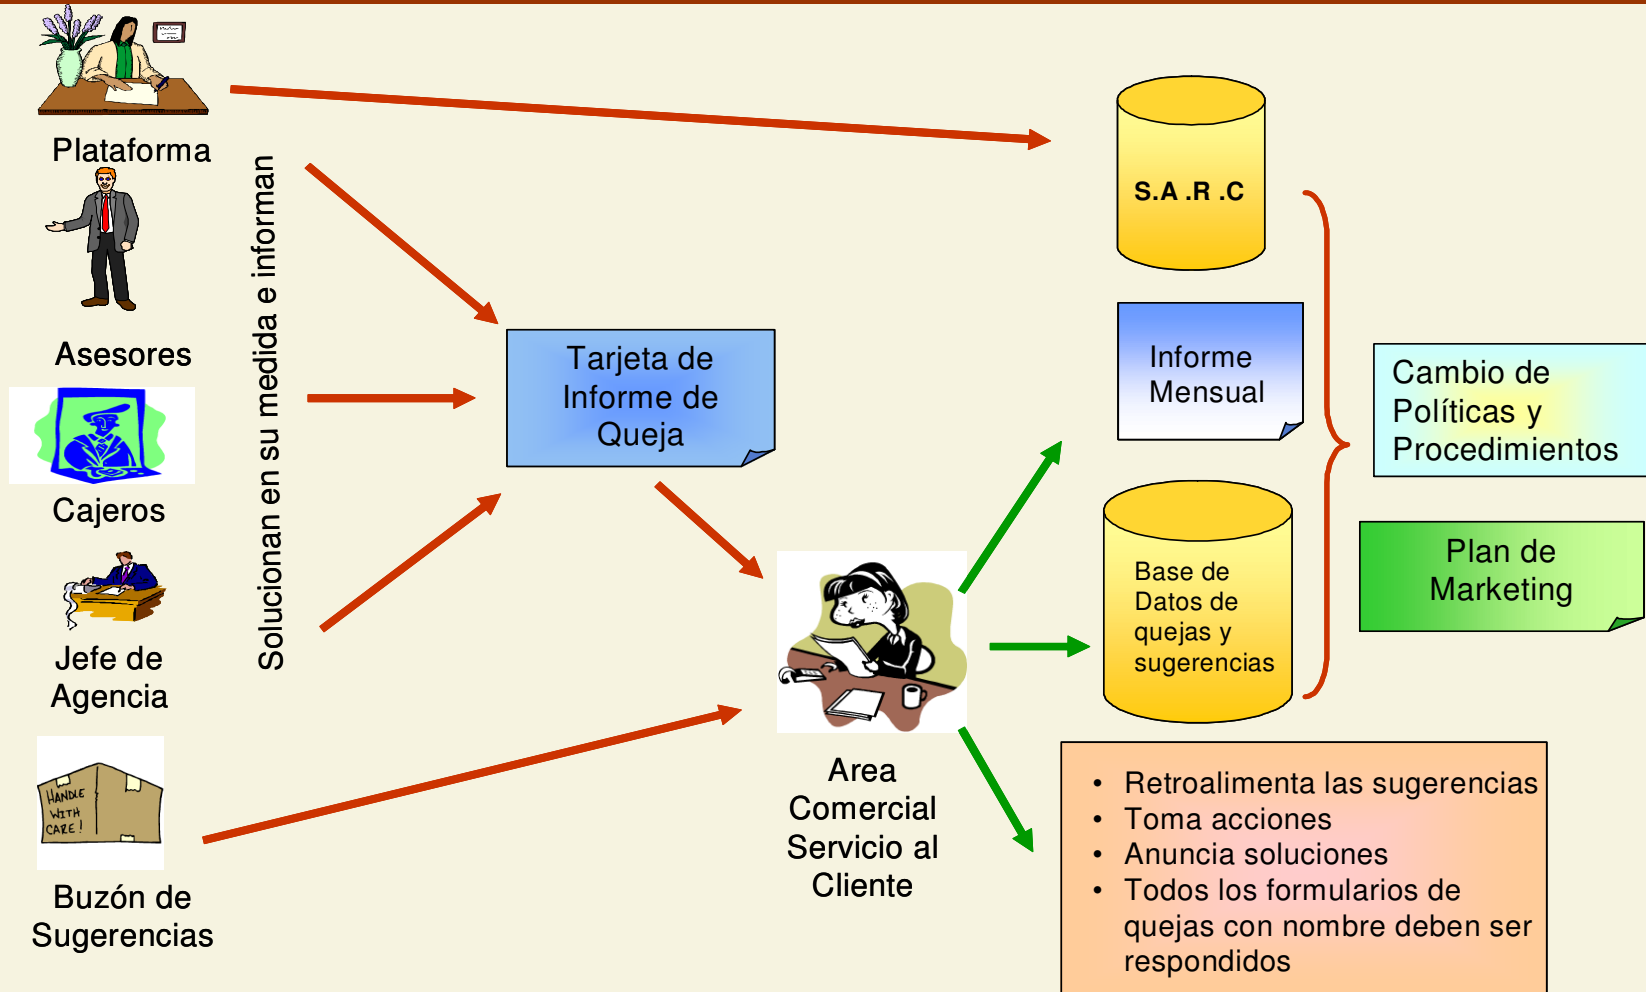 Plataforma
Asesores
Cajeros
Jefe de
Agencia
HANDLE
WITH
CARE!
Buzón de
Sugerencias
Solucionan en su medida e informan
Tarjeta de
Informe de
Queja
Area
Comercial
Servicio al
Cliente
S.A .R .C
Informe
Mensual
Base de
Datos de
quejas y
sugerencias
Cambio de
Políticas y
Procedimientos
Plan de
Marketing
• Retroalimenta las sugerencias
• Toma acciones
• Anuncia soluciones
• Todos los formularios de
quejas con nombre deben ser
respondidos